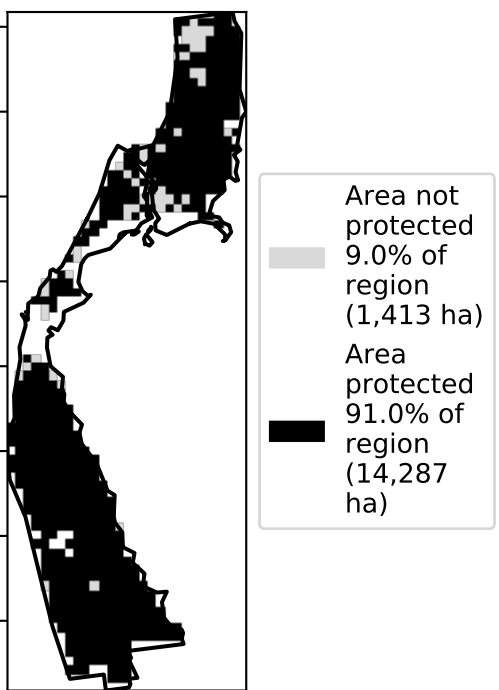 Area not
protected
9.0% of
region
(1,413 ha)
Area
protected
91.0% of
region
(14,287
ha)